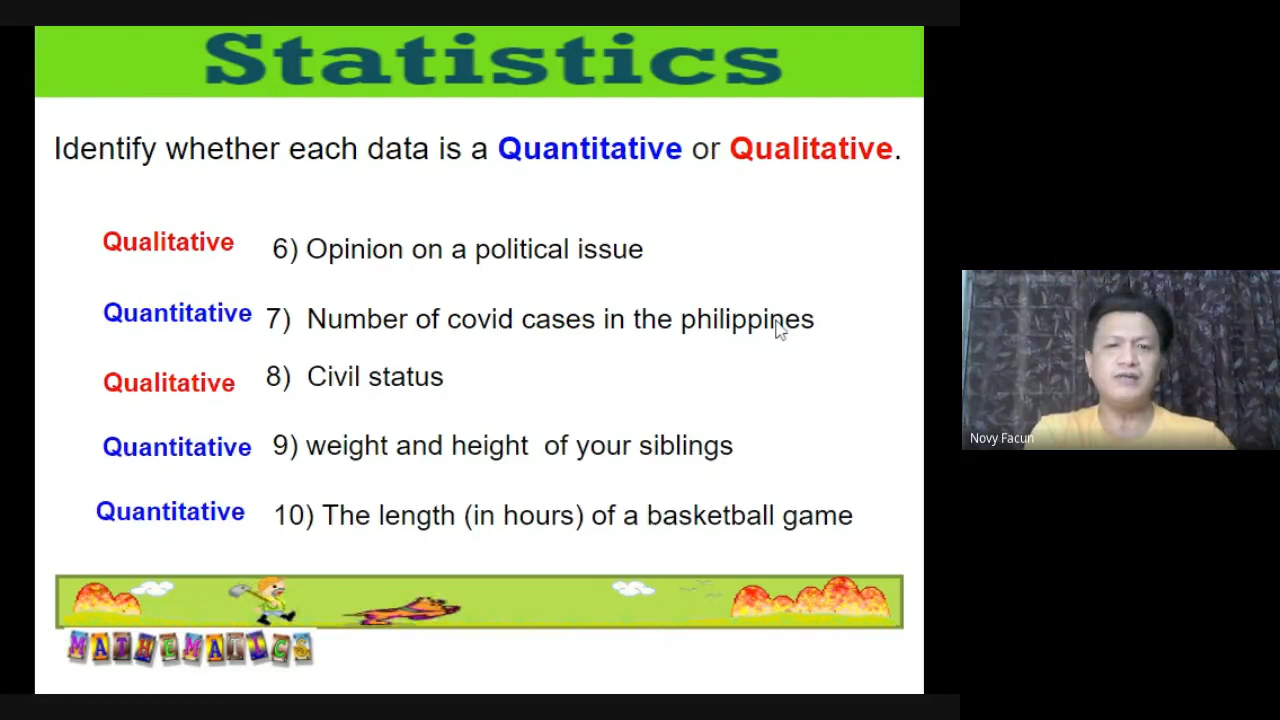 Statistics
Identify whether each data is a Quantitative or Qualitative.
Qualitative 6) Opinion on a political issue
Quantitative 7) Number of covid cases in the philippines
Qualitative 8) Civil status
Quantitative 9) weight and height of your siblings
Quantitative 10) The length (in hours) of a basketball game
MATHEMATICS
Novy Facun